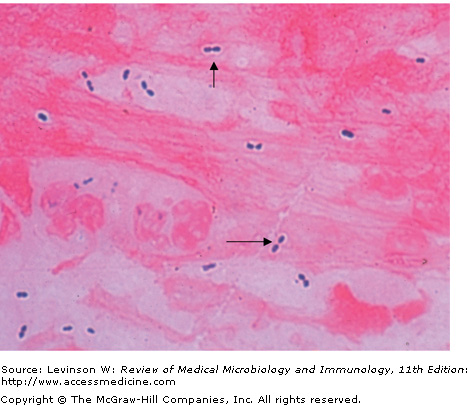 Source: Levinson W: Review of Medical Microbiology and Immunology, 11th Edition:
http://www.accessmedicine.com
Copyright © The McGraw-Hill Companies, Inc. All rights reserved.